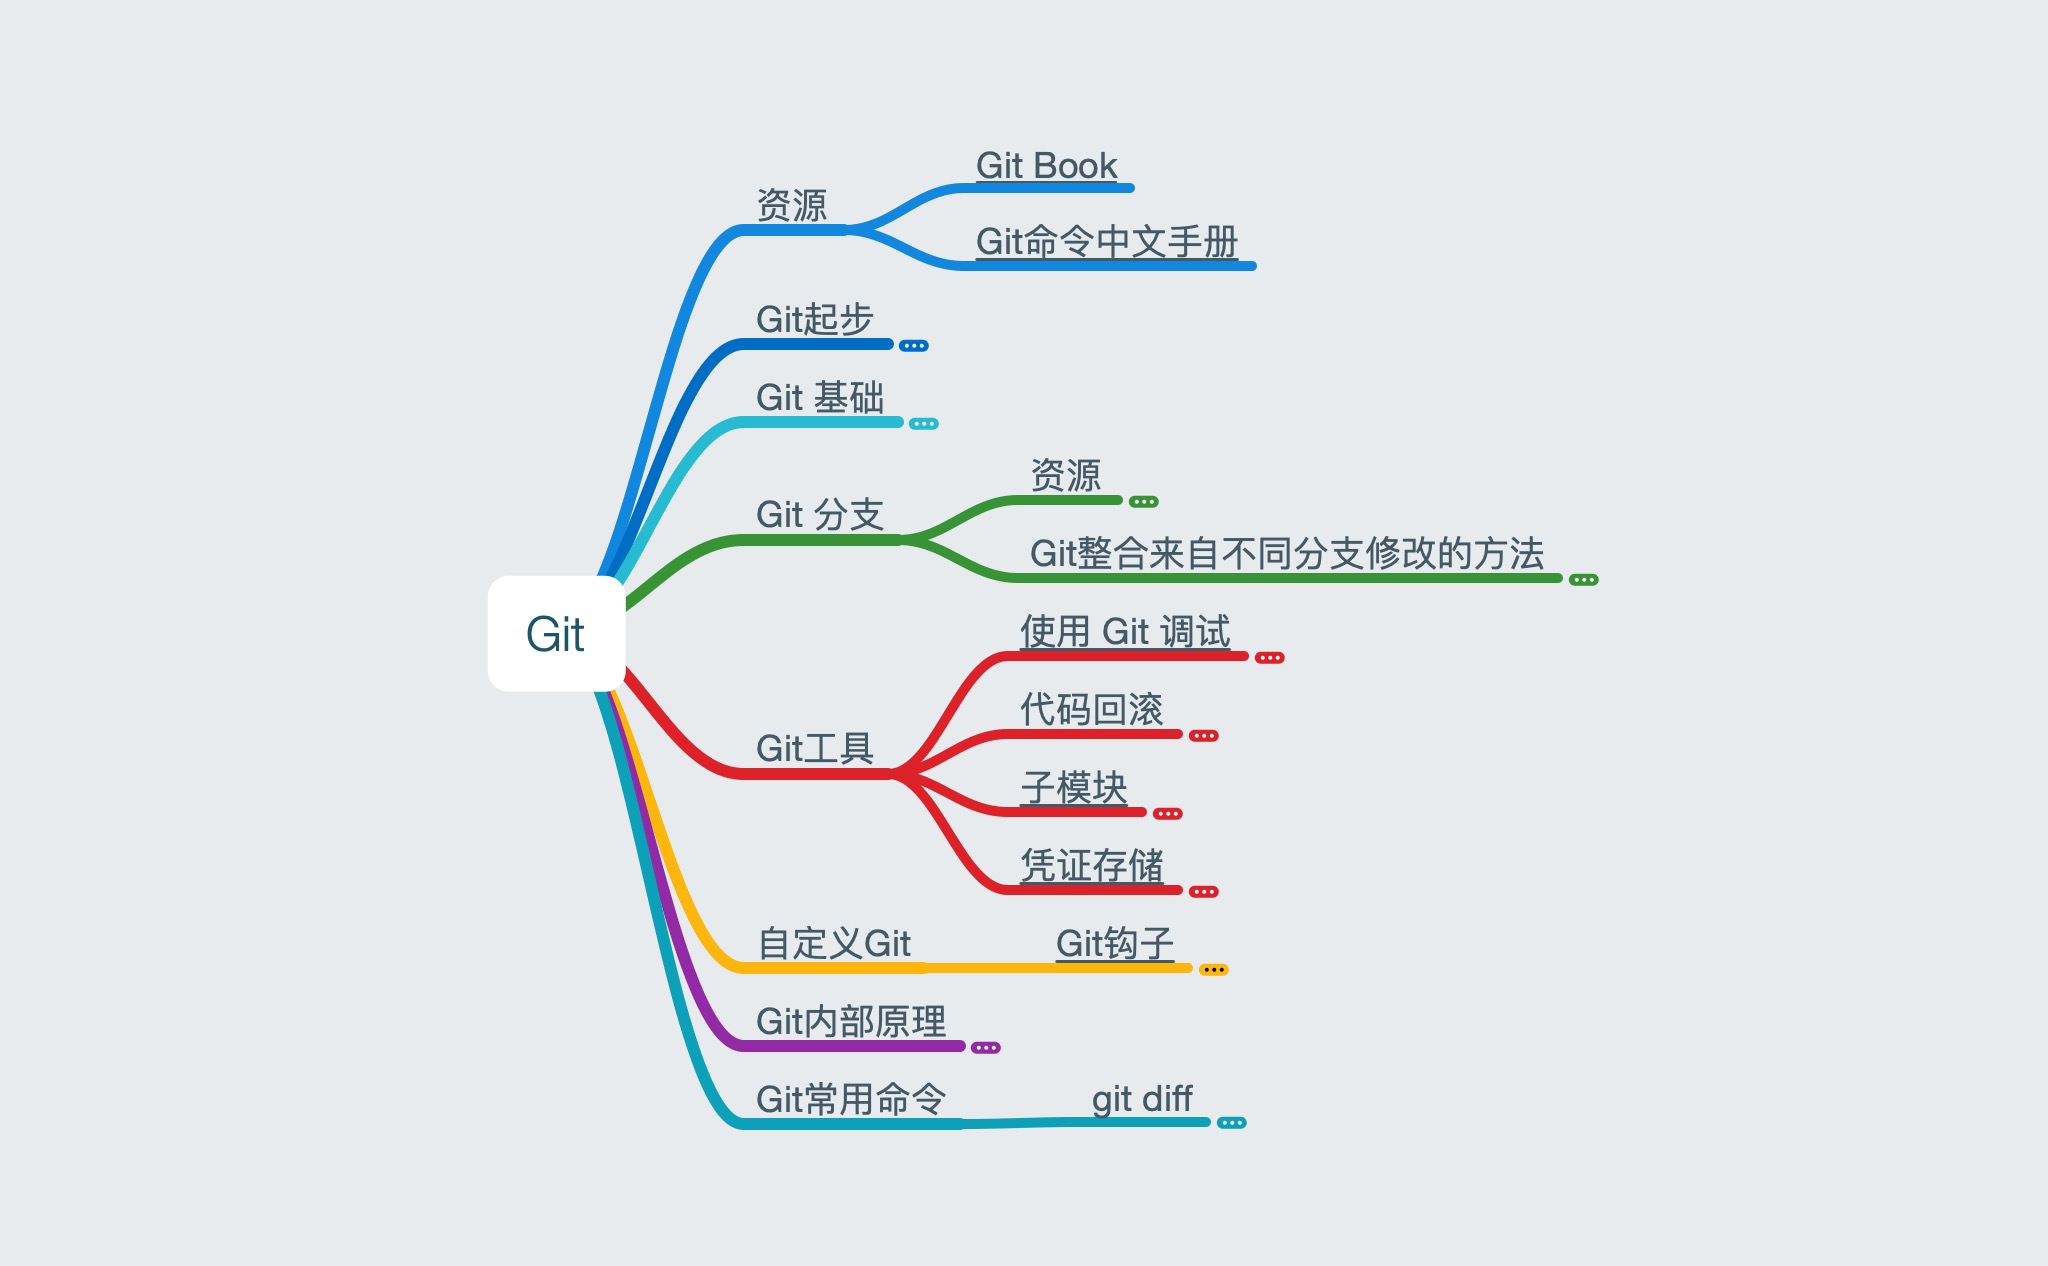 Git
资源
Git Book
Git命令中文手册
Git起步
Git 基础
Git 分支
资源
Git整合来自不同分支修改的方法
Git工具
使用 Git 调试
代码回滚
子模块
凭证存储
自定义Git
Git钩子
Git内部原理
Git常用命令
git diff